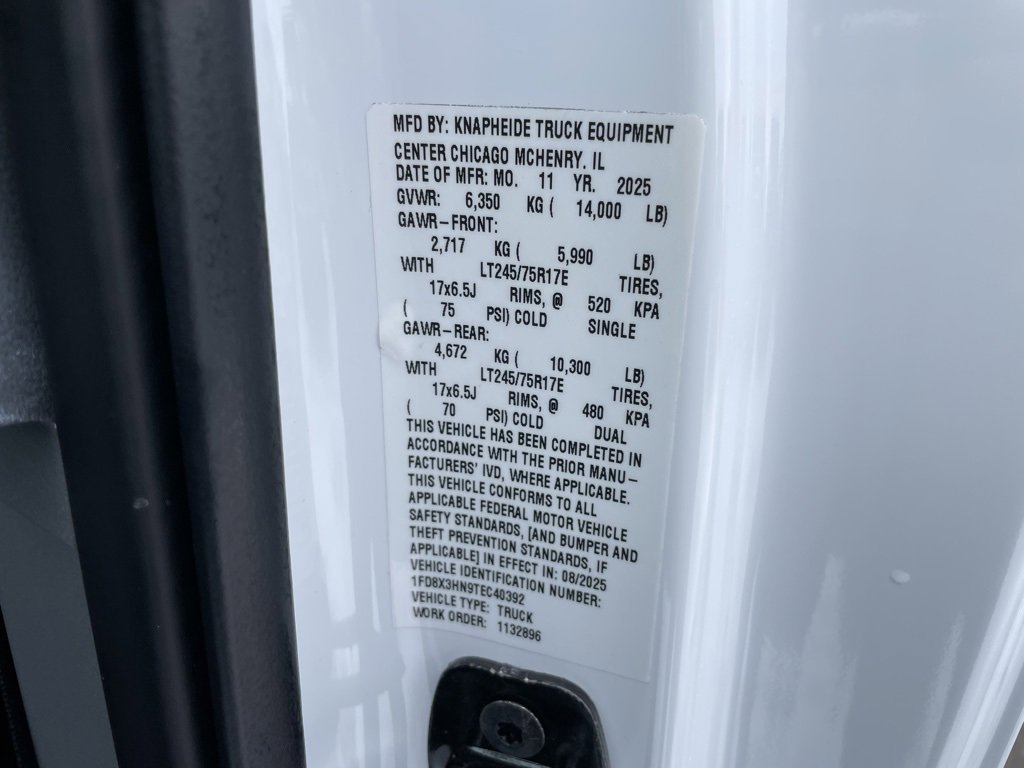 MFD BY: KNAPHEIDE TRUCK EQUIPMENT
CENTER CHICAGO MCHENRY. IL
DATE OF MFR: MO. 11 YR. 2025
GVWR: 6,350 KG ( 14,000 LB)
GAWR-FRONT:
2,717 KG ( 5,990 LB)
WITH LT245/75R17E TIRES,
17x6.5J RIMS, @ 520 KPA
( 75 PSI) COLD SINGLE
GAWR-REAR:
4,672 KG ( 10,300 LB)
WITH LT245/75R17E TIRES,
17x6.5J RIMS, @ 480 KPA
( 70 PSI) COLD DUAL
THIS VEHICLE HAS BEEN COMPLETED IN
ACCORDANCE WITH THE PRIOR MANU-
FACTURERS' IVD, WHERE APPLICABLE.
THIS VEHICLE CONFORMS TO ALL
APPLICABLE FEDERAL MOTOR VEHICLE
SAFETY STANDARDS, [AND BUMPER AND
THEFT PREVENTION STANDARDS, IF
APPLICABLE] IN EFFECT IN: 08/2025
VEHICLE IDENTIFICATION NUMBER:
1FD8X3HN9TEC40392
VEHICLE TYPE: TRUCK
WORK ORDER: 1132896